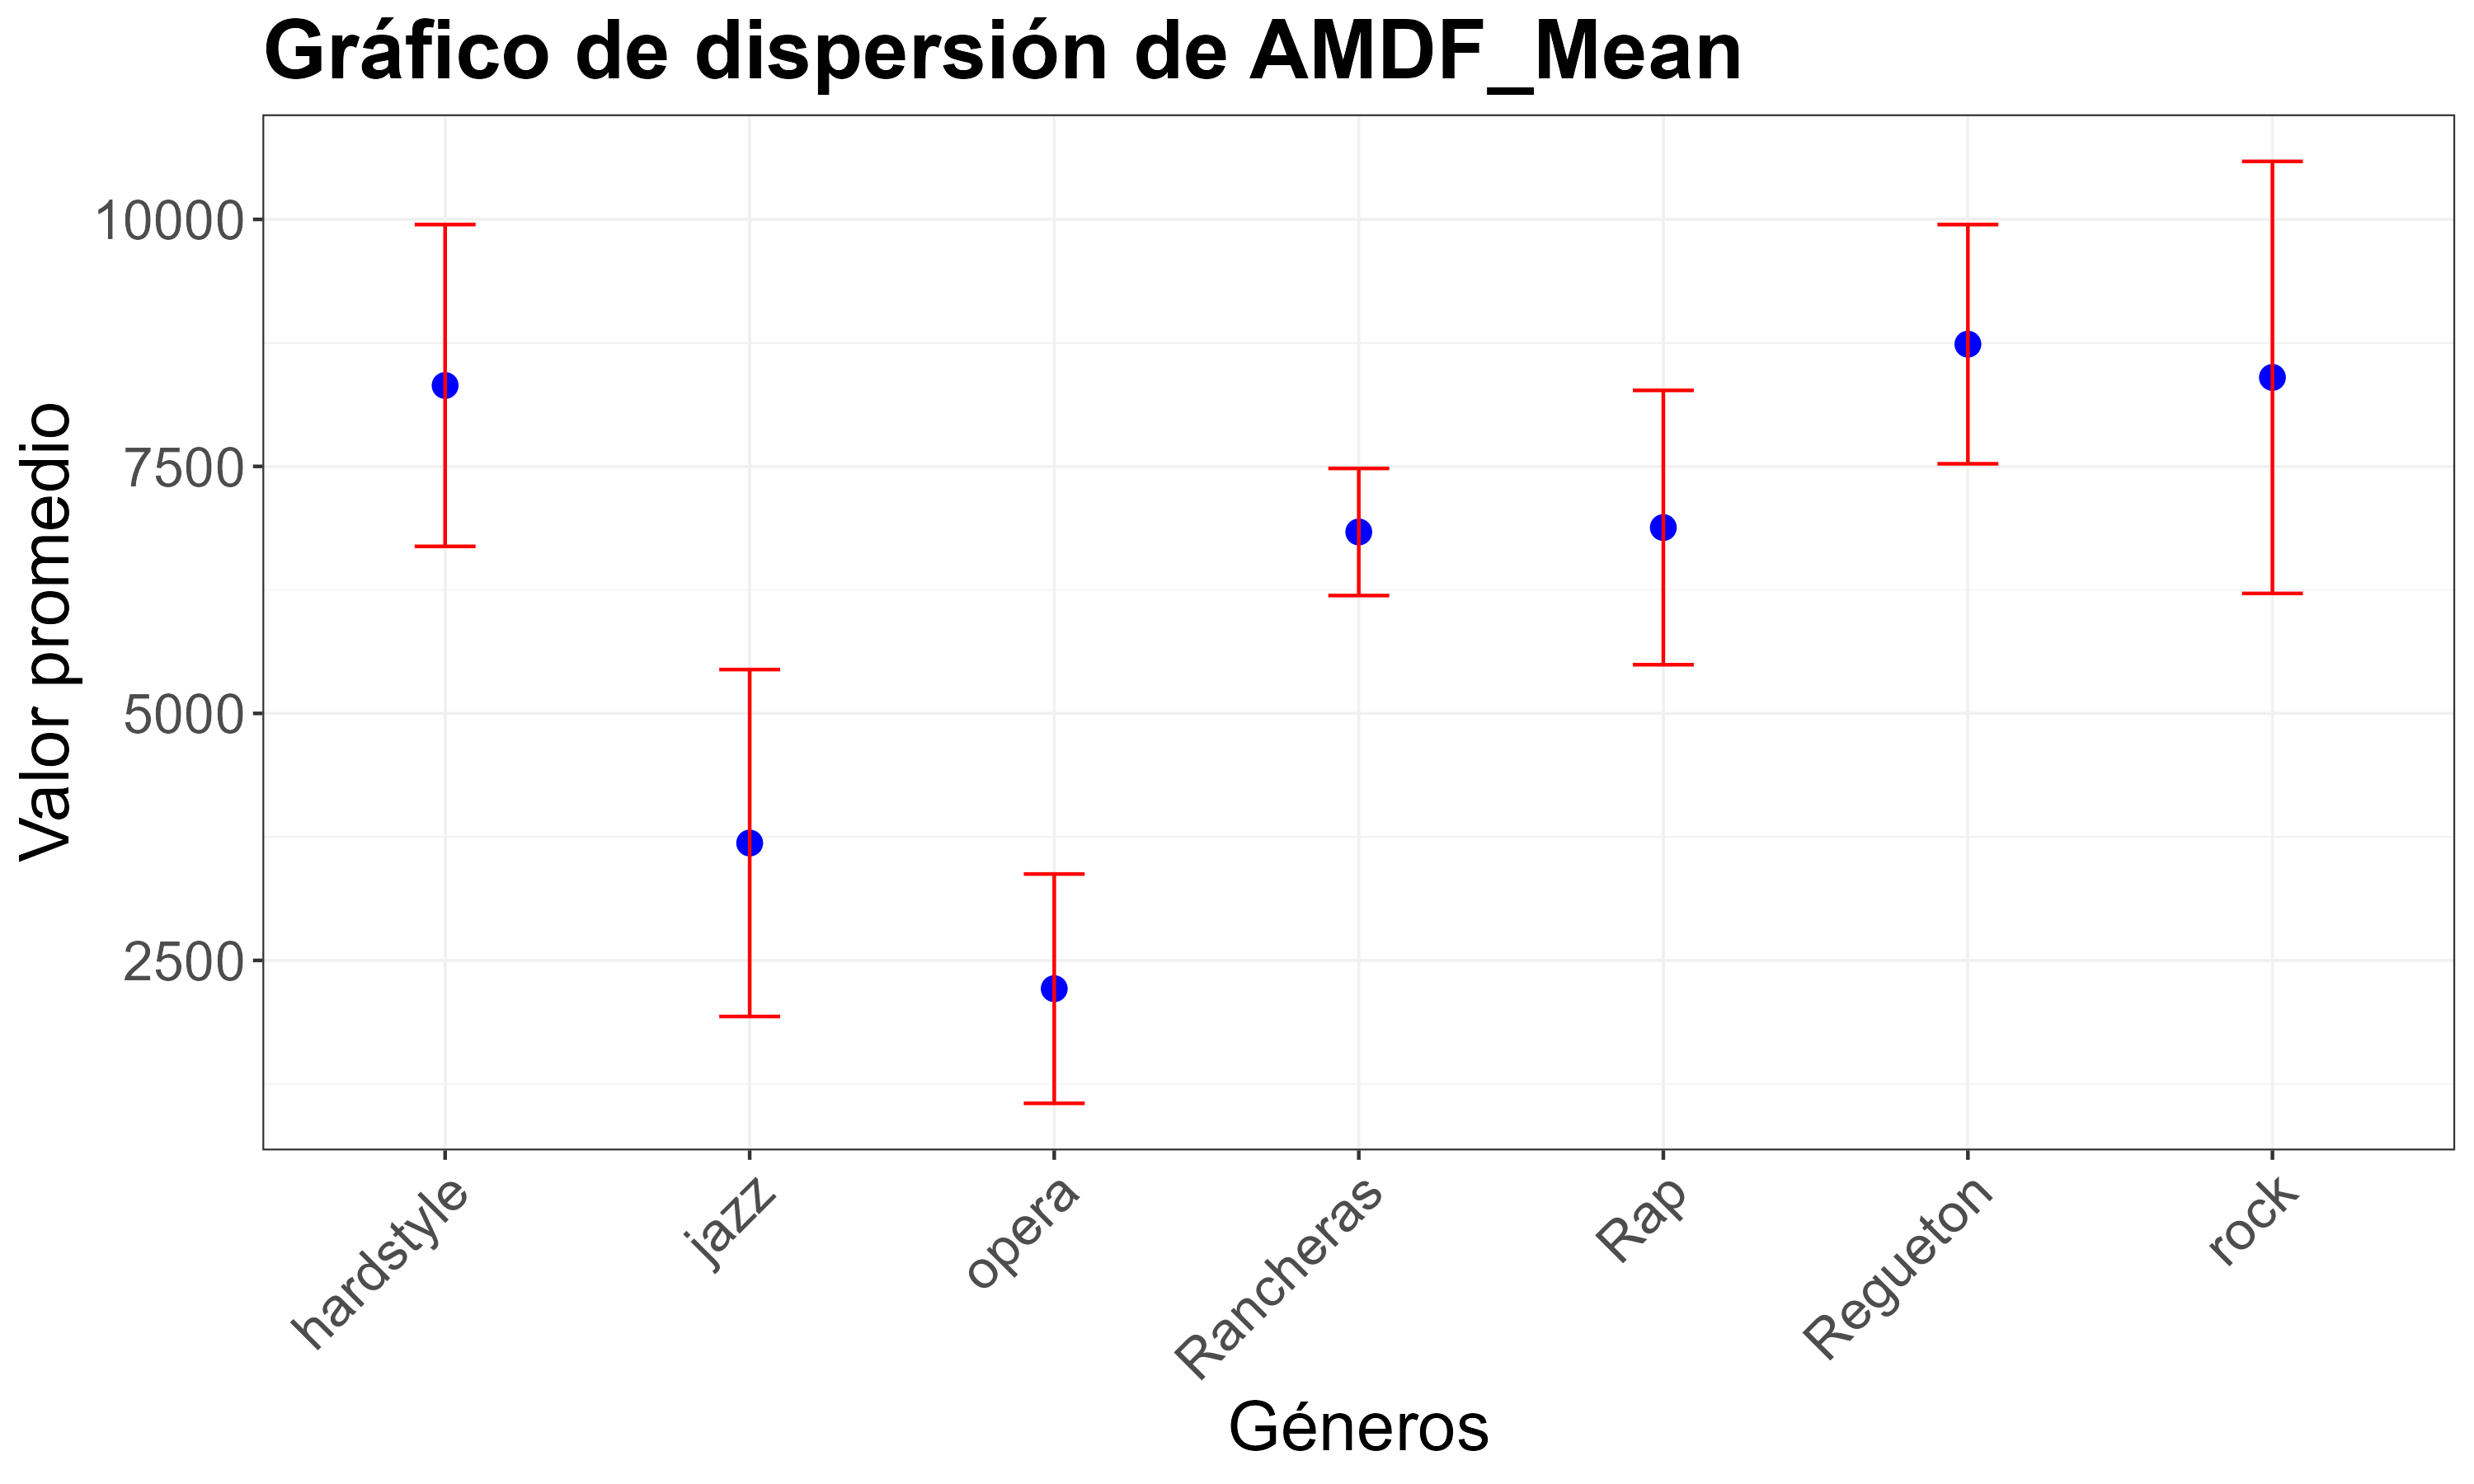 Gráfico de dispersión de AMDF_Mean
Valor promedio
10000
7500
5000
2500
hardstyle
jazz
opera
Rancheras
Rap
Regueton
rock
Géneros